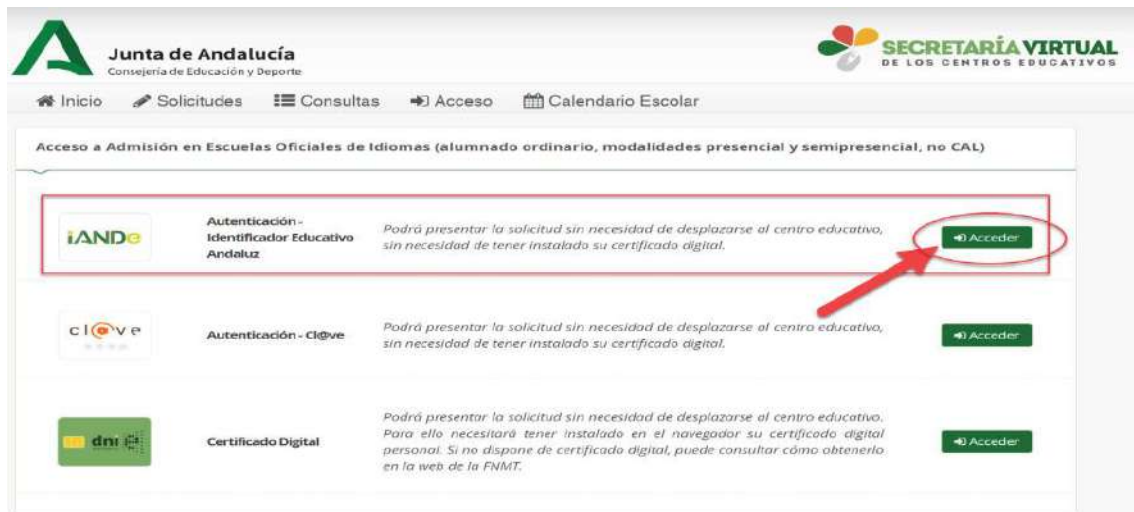 Junta de Andalucía
Consejería de Educación y Deporte
SECRETARÍA VIRTUAL
DE LOS CENTROS EDUCATIVOS
Inicio Solicitudes Consultas Acceso Calendario Escolar
Acceso a Admisión en Escuelas Oficiales de Idiomas (alumnado ordinario, modalidades presencial y semipresencial, no CAL)
iANDe
Autenticación -
Identificador Educativo
Andaluz
Podrá presentar la solicitud sin necesidad de desplazarse al centro educativo,
sin necesidad de tener instalado su certificado digital.
Acceder
cl@ve
Autenticación - Cl@ve
Podrá presentar la solicitud sin necesidad de desplazarse al centro educativo,
sin necesidad de tener instalado su certificado digital.
Acceder
dni e
Certificado Digital
Podrá presentar la solicitud sin necesidad de desplazarse al centro educativo.
Para ello necesitará tener instalado en el navegador su certificado digital
personal. Si no dispone de certificado digital, puede consultar cómo obtenerlo
en la web de la FNMT.
Acceder